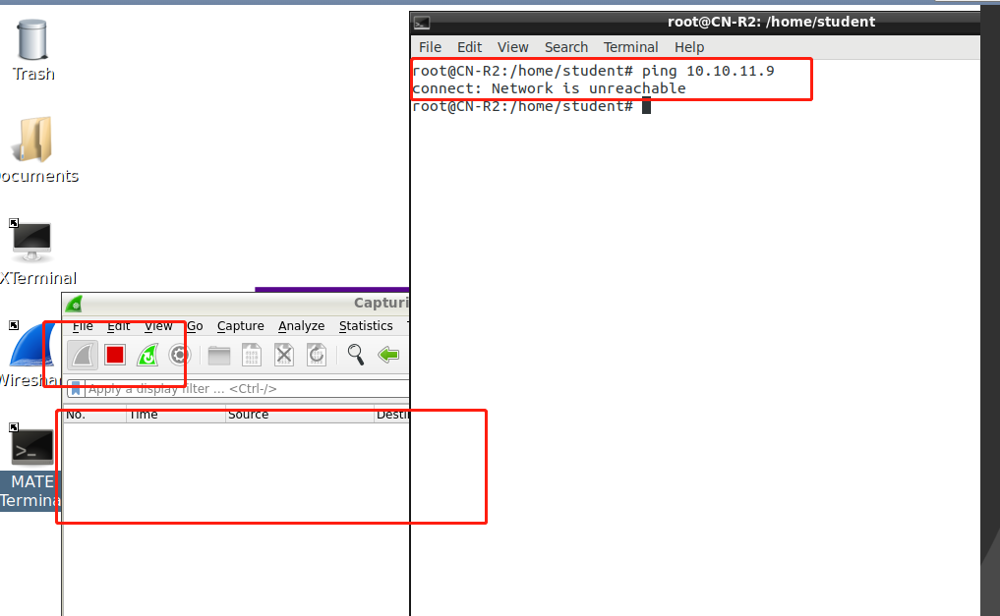 Trash
ocuments
XTerminal
Wiresha
MATE
Termina
root@CN-R2: /home/student
File Edit View Search Terminal Help
root@CN-R2:/home/student# ping 10.10.11.9
connect: Network is unreachable
root@CN-R2:/home/student#
Capturi
File Edit View Go Capture Analyze Statistics
Apply a display filter ... <Ctrl-/>
No. Time Source Desti